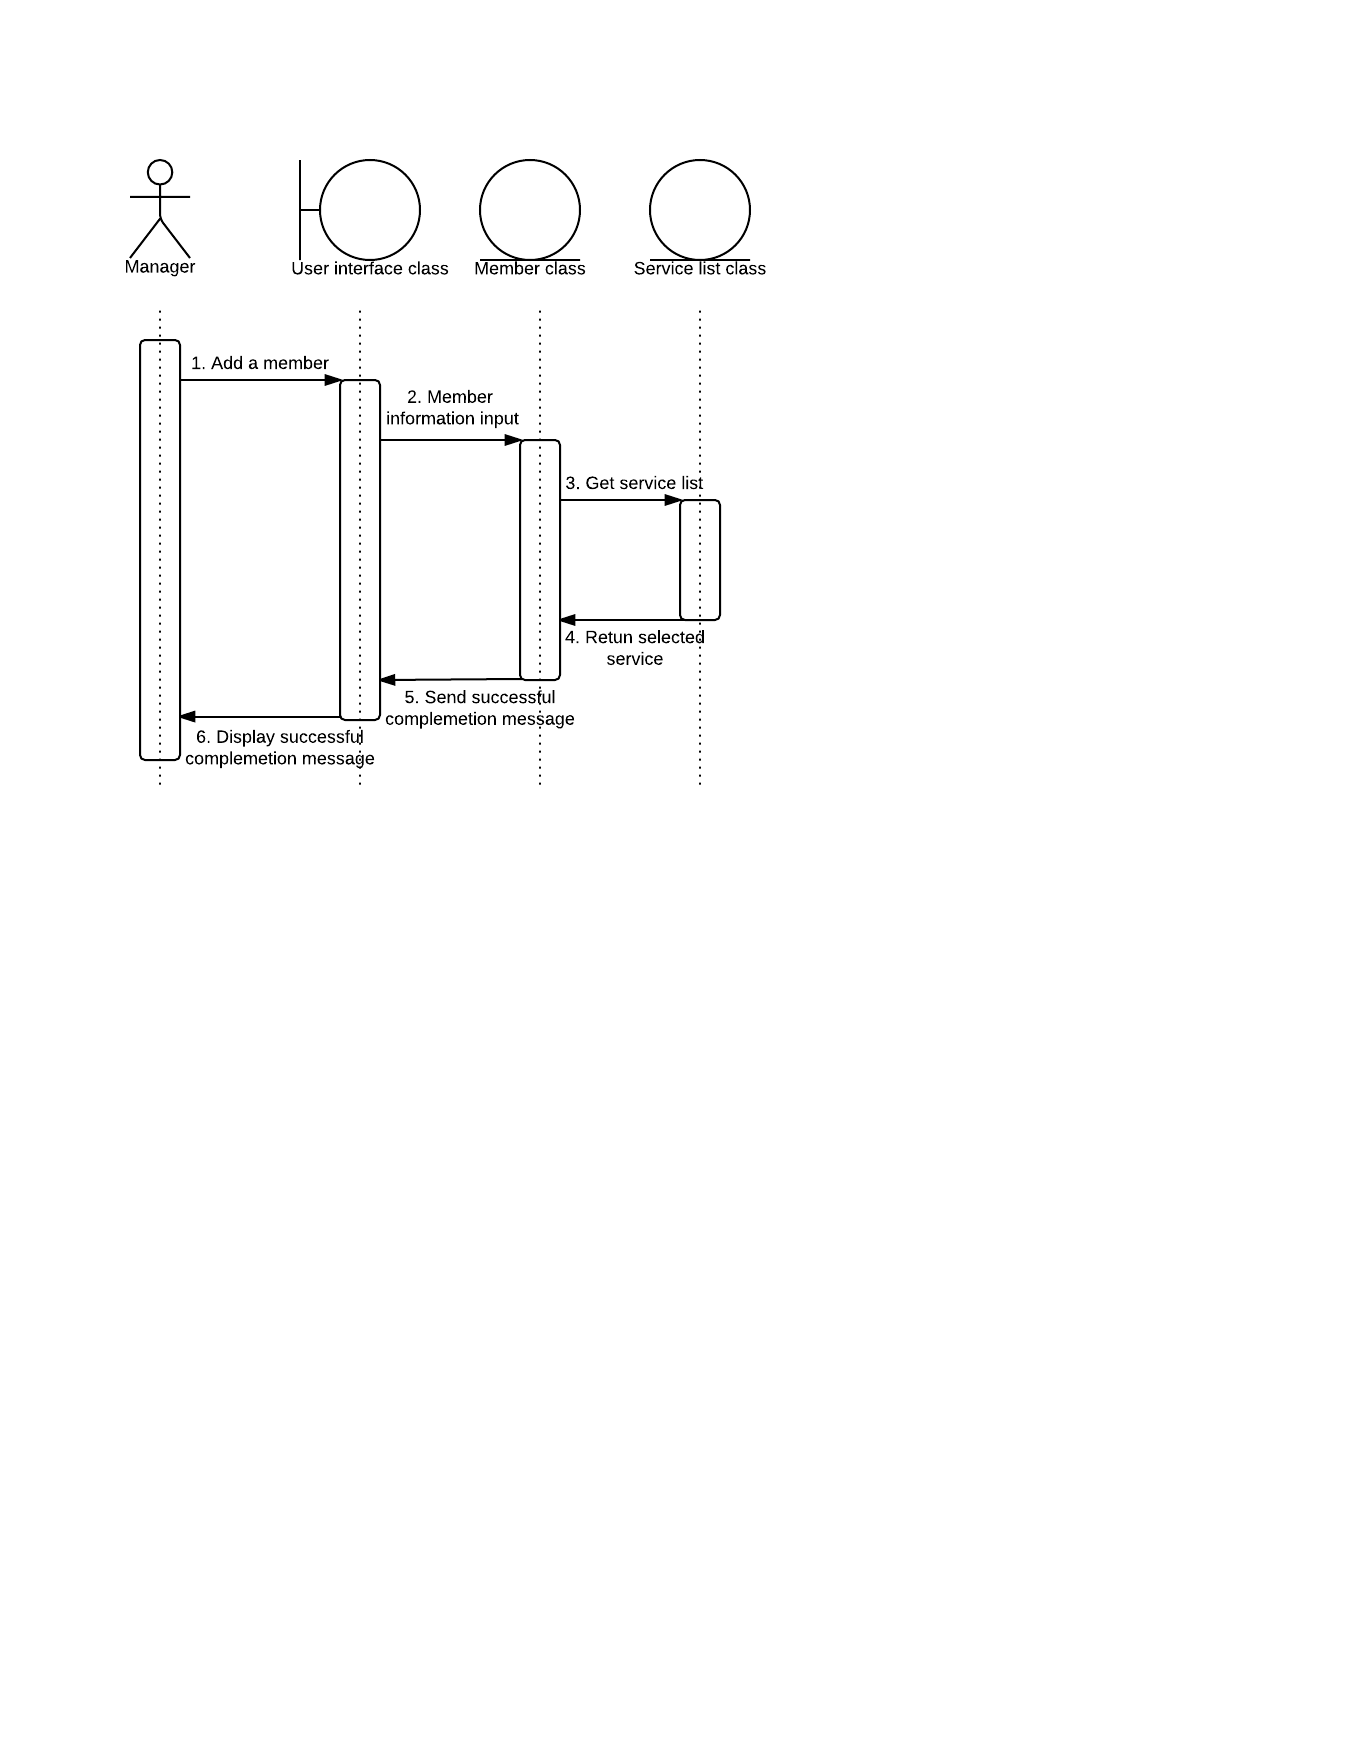 Manager
User interface class
Member class
Service list class
1. Add a member
2. Member
information input
3. Get service list
4. Retun selected
service
5. Send successful
complemetion message
6. Display successful
complemetion message